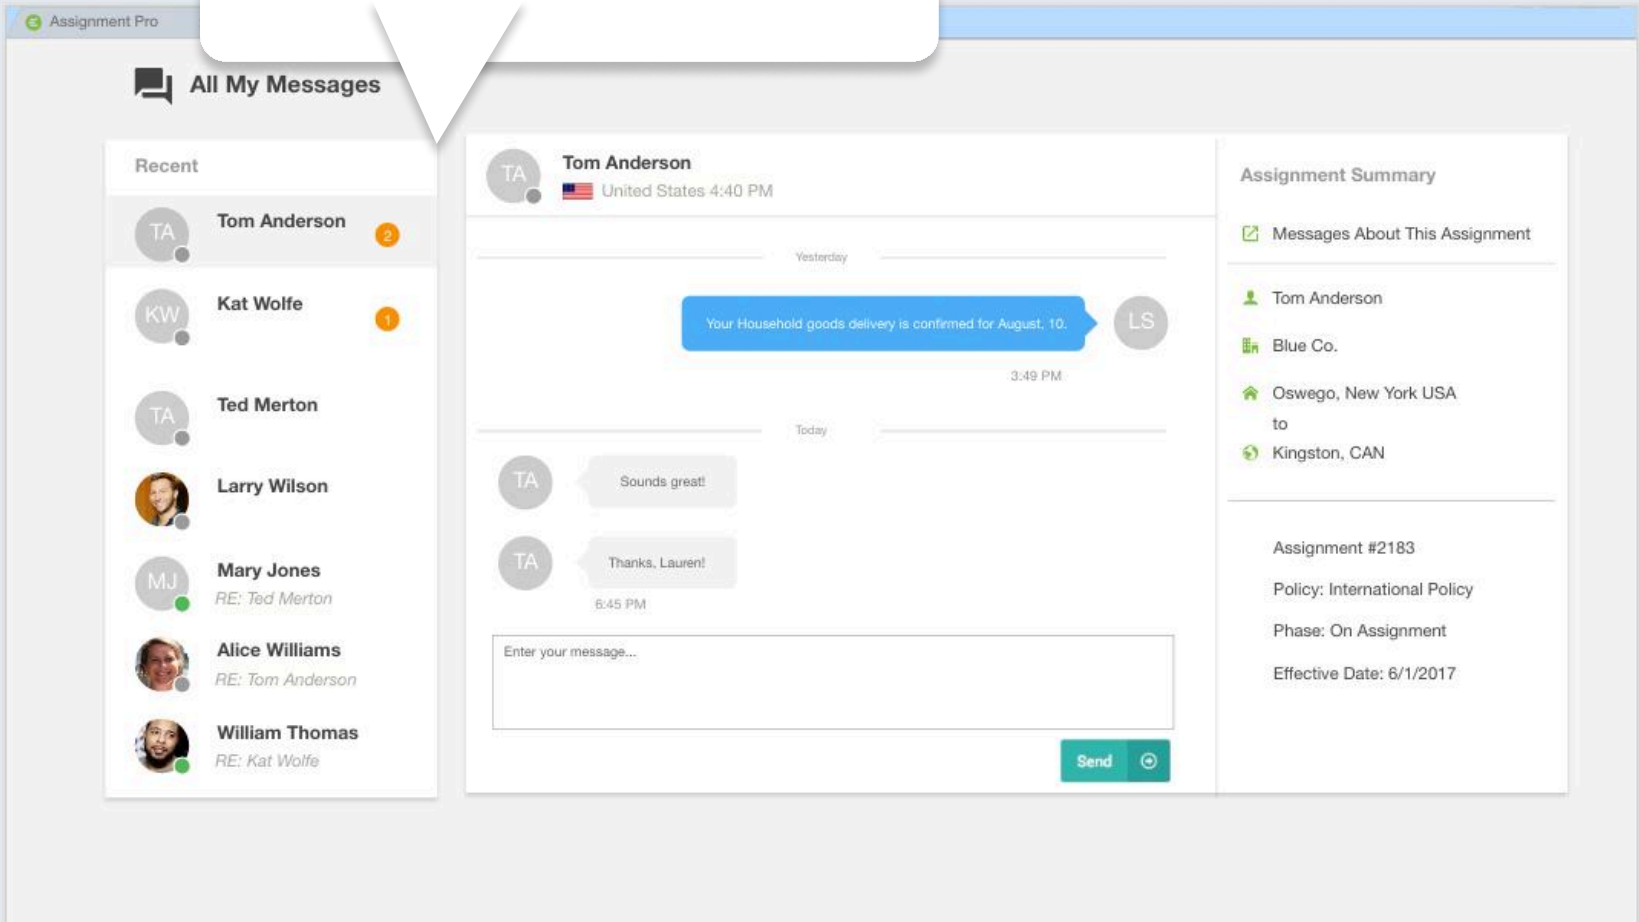 Assignment Pro
All My Messages
Recent
TA
Tom Anderson
2
KW
Kat Wolfe
1
TA
Ted Merton
Larry Wilson
MJ
Mary Jones
RE: Ted Merton
Alice Williams
RE: Tom Anderson
William Thomas
RE: Kat Wolfe
TA
Tom Anderson
United States 4:40 PM
Yesterday
Your Household goods delivery is confirmed for August, 10.
LS
3:49 PM
Today
TA
Sounds great!
TA
Thanks, Lauren!
6:45 PM
Enter your message...
Send
Assignment Summary
Messages About This Assignment
Tom Anderson
Blue Co.
Oswego, New York USA
to
Kingston, CAN
Assignment #2183
Policy: International Policy
Phase: On Assignment
Effective Date: 6/1/2017